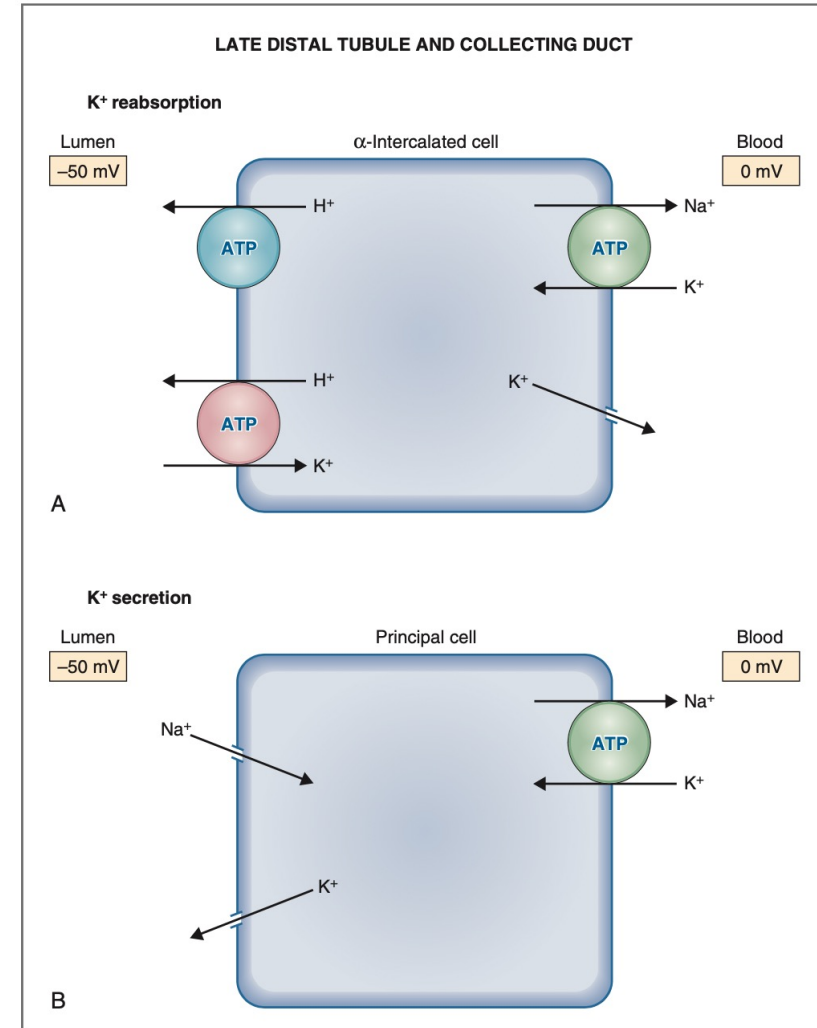 LATE DISTAL TUBULE AND COLLECTING DUCT
K+ reabsorption
Lumen
α-Intercalated cell
Blood
–50 mV
0 mV
H+
Na+
ATP
ATP
K+
H+
K+
ATP
K+
A
K+ secretion
Lumen
Principal cell
Blood
–50 mV
0 mV
Na+
Na+
ATP
K+
K+
B